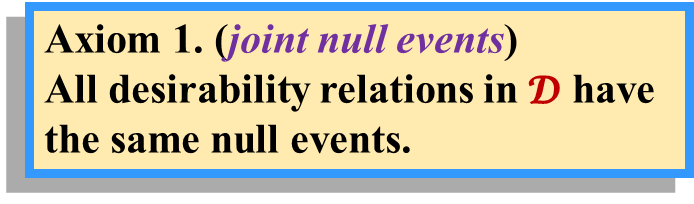 Axiom 1. (joint null events)
All desirability relations in 𝓓 have
the same null events.